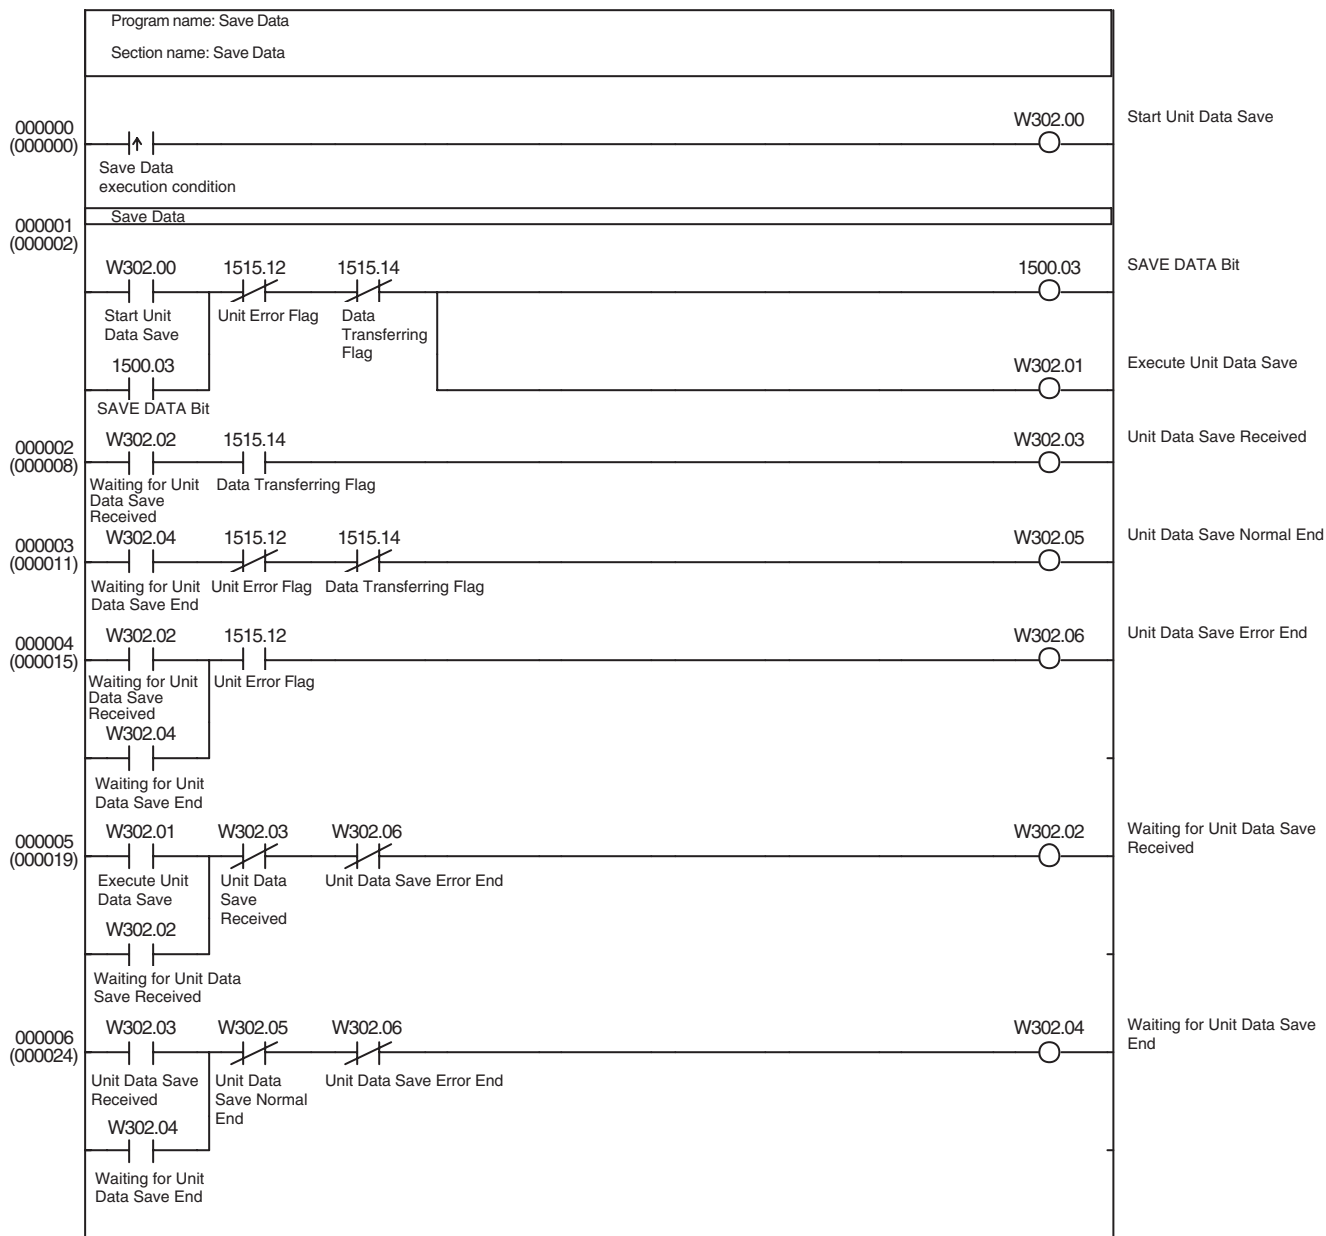 Program name: Save Data
Section name: Save Data
000000
(000000)
W302.00
Start Unit Data Save
Save Data
execution condition
000001
(000002)
Save Data
W302.00
1515.12
1515.14
1500.03
SAVE DATA Bit
Start Unit
Data Save
Unit Error Flag
Data
Transferring
Flag
1500.03
W302.01
Execute Unit Data Save
SAVE DATA Bit
000002
(000008)
W302.02
1515.14
W302.03
Unit Data Save Received
Waiting for Unit
Data Save
Received
Data Transferring Flag
000003
(000011)
W302.04
1515.12
1515.14
W302.05
Unit Data Save Normal End
Waiting for Unit
Data Save End
Unit Error Flag
Data Transferring Flag
000004
(000015)
W302.02
1515.12
W302.06
Unit Data Save Error End
Waiting for Unit
Data Save
Received
Unit Error Flag
W302.04
Waiting for Unit
Data Save End
000005
(000019)
W302.01
W302.03
W302.06
W302.02
Waiting for Unit Data Save
Received
Execute Unit
Data Save
Unit Data
Save
Received
Unit Data Save Error End
W302.02
Waiting for Unit Data
Save Received
000006
(000024)
W302.03
W302.05
W302.06
W302.04
Waiting for Unit Data Save
End
Unit Data Save
Received
Unit Data
Save Normal
End
Unit Data Save Error End
W302.04
Waiting for Unit
Data Save End